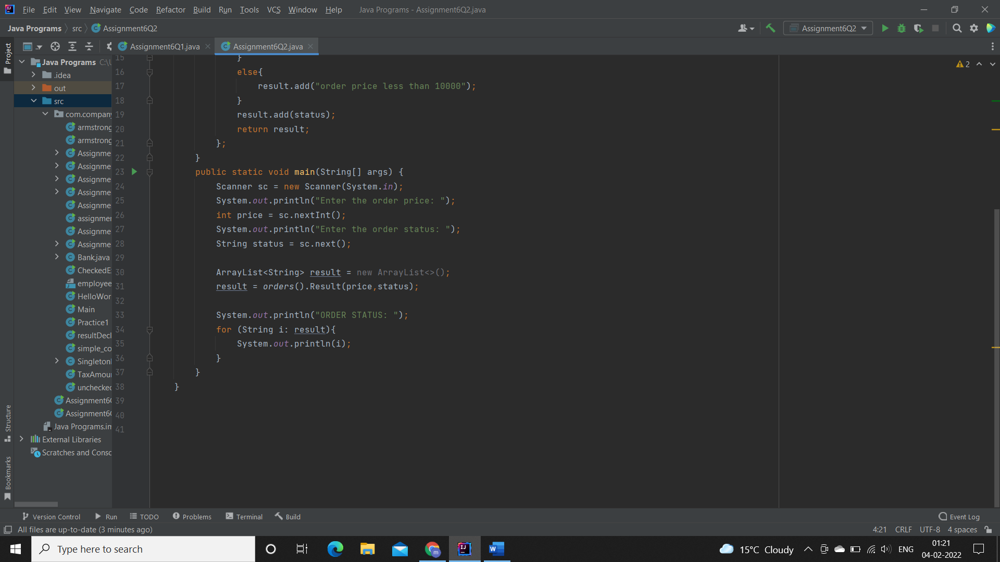 File Edit View Navigate Code Refactor Build Run Tools VCS Window Help Java Programs - Assignment6Q2.java
Java Programs src Assignment6Q2 Assignment6Q2
Project
Assignment6Q1.java Assignment6Q2.java
Java Programs C:\U
.idea
out
src
com.company
armstrong
armstrong
Assignme
Assignme
Assignme
Assignme
Assignme
assignmer
Assignme
Assignme
Bank.java
CheckedE
employee
HelloWor
Main
Practice1
resultDecl
simple_co
Singleton
TaxAmou
unchecked
Assignment6
Assignment6
Java Programs.im
External Libraries
Scratches and Conso
Structure
Bookmarks
2
15 }
16 else{
17 result.add("order price less than 10000");
18 }
19 result.add(status);
20 return result;
21 };
22 }
23 public static void main(String[] args) {
24 Scanner sc = new Scanner(System.in);
25 System.out.println("Enter the order price: ");
26 int price = sc.nextInt();
27 System.out.println("Enter the order status: ");
28 String status = sc.next();
29
30 ArrayList<String> result = new ArrayList<>();
31 result = orders().Result(price,status);
32
33 System.out.println("ORDER STATUS: ");
34 for (String i: result){
35 System.out.println(i);
36 }
37 }
38 }
39
40
41
Version Control Run TODO Problems Terminal Build Event Log
All files are up-to-date (3 minutes ago) 4:21 CRLF UTF-8 4 spaces
Type here to search 15°C Cloudy ENG 01:21
04-02-2022